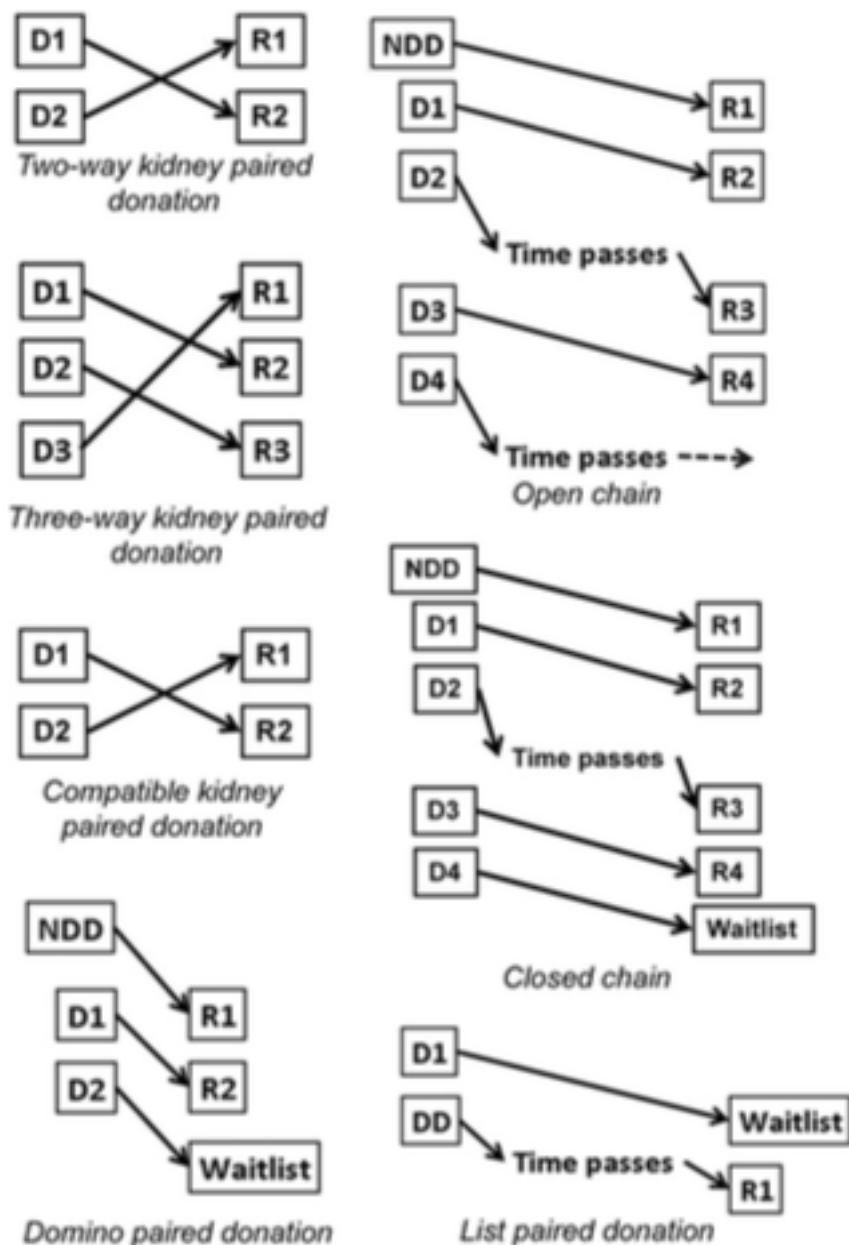 D1 R1
D2 R2
Two-way kidney paired
donation
D1 R1
D2 R2
D3 R3
Three-way kidney paired
donation
D1 R1
D2 R2
Compatible kidney
paired donation
NDD
D1 R1
D2 R2
Waitlist
Domino paired donation
NDD
D1 R1
D2 R2
Time passes
D3 R3
D4 R4
Time passes
Open chain
NDD
D1 R1
D2 R2
Time passes
D3 R3
D4 R4
Waitlist
Closed chain
D1
DD Waitlist
Time passes
R1
List paired donation